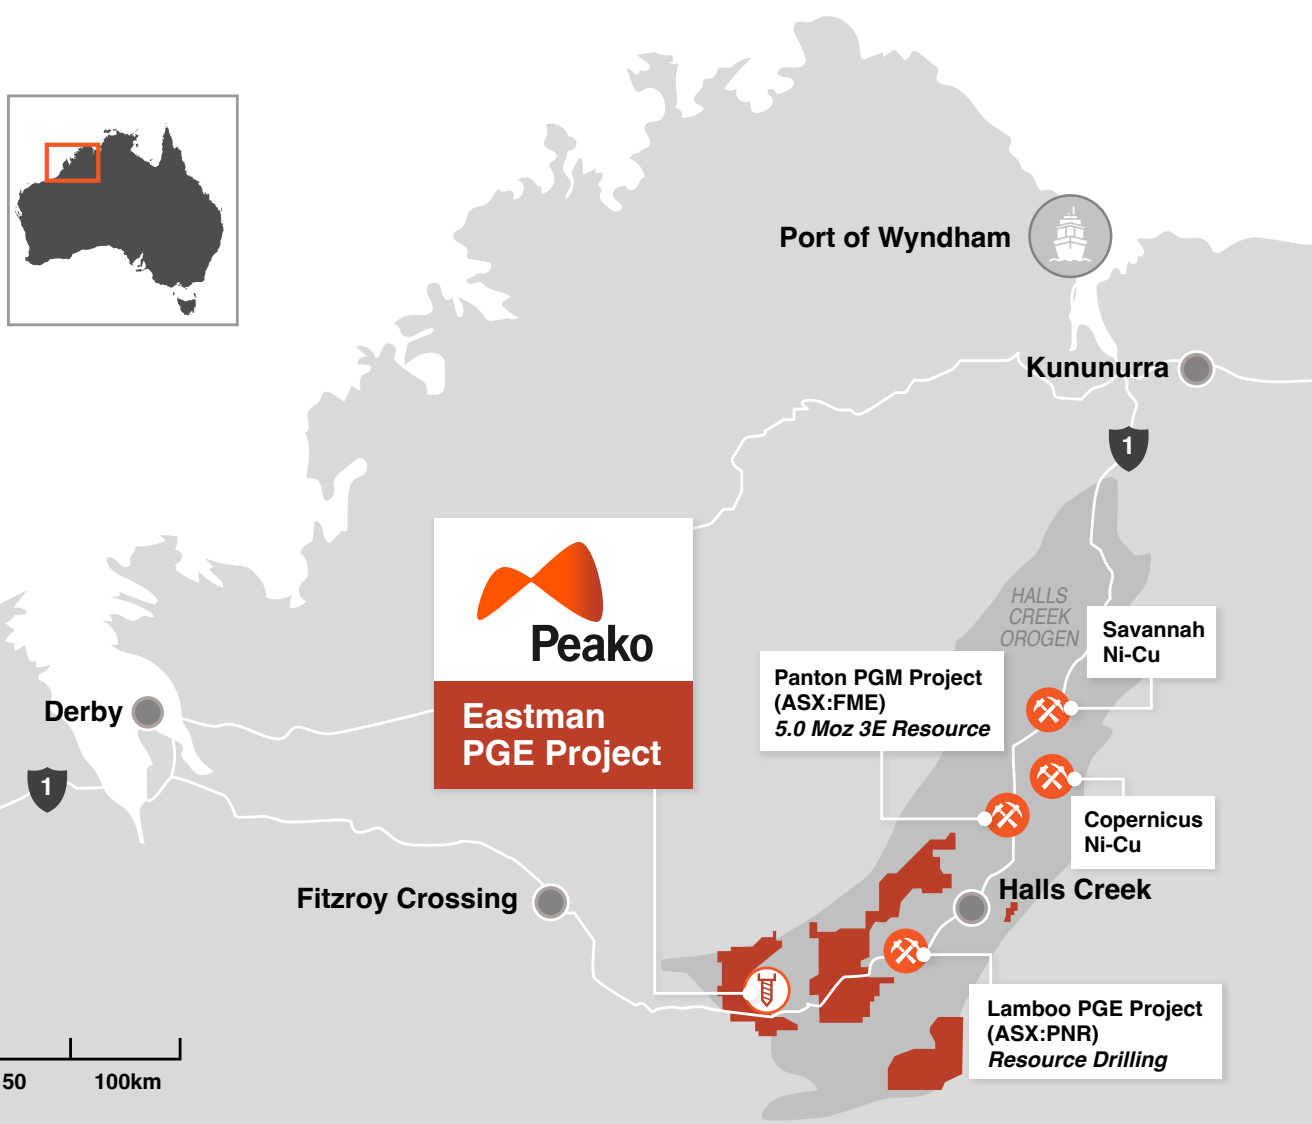 Port of Wyndham
Kununurra
1
HALLS
CREEK
OROGEN
Savannah
Ni-Cu
Peako
Eastman
PGE Project
Panton PGM Project
(ASX:FME)
5.0 Moz 3E Resource
Derby
1
Copernicus
Ni-Cu
Fitzroy Crossing
Halls Creek
Lamboo PGE Project
(ASX:PNR)
Resource Drilling
50
100km